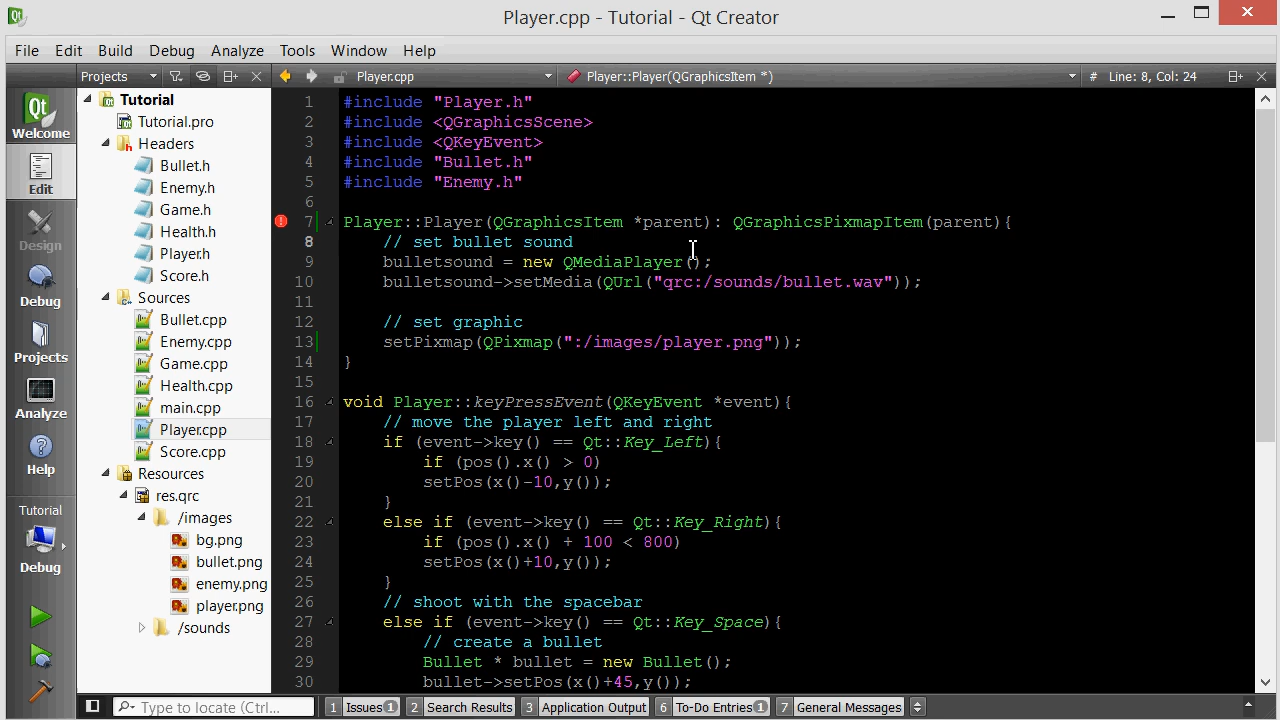 Player.cpp - Tutorial - Qt Creator
File Edit Build Debug Analyze Tools Window Help
Projects Player.cpp Player::Player(QGraphicsItem *) # Line: 8, Col: 24
Qt
Welcome
Edit
Design
Debug
Projects
Analyze
Help
Tutorial
Debug
Tutorial
Tutorial.pro
Headers
Bullet.h
Enemy.h
Game.h
Health.h
Player.h
Score.h
Sources
Bullet.cpp
Enemy.cpp
Game.cpp
Health.cpp
main.cpp
Player.cpp
Score.cpp
Resources
res.qrc
/images
bg.png
bullet.png
enemy.png
player.png
/sounds
1 #include "Player.h"
2 #include <QGraphicsScene>
3 #include <QKeyEvent>
4 #include "Bullet.h"
5 #include "Enemy.h"
6
7 Player::Player(QGraphicsItem *parent): QGraphicsPixmapItem(parent){
8 // set bullet sound
9 bulletsound = new QMediaPlayer();
10 bulletsound->setMedia(QUrl("qrc:/sounds/bullet.wav"));
11
12 // set graphic
13 setPixmap(QPixmap(":/images/player.png"));
14 }
15
16 void Player::keyPressEvent(QKeyEvent *event){
17 // move the player left and right
18 if (event->key() == Qt::Key_Left){
19 if (pos().x() > 0)
20 setPos(x()-10,y());
21 }
22 else if (event->key() == Qt::Key_Right){
23 if (pos().x() + 100 < 800)
24 setPos(x()+10,y());
25 }
26 // shoot with the spacebar
27 else if (event->key() == Qt::Key_Space){
28 // create a bullet
29 Bullet * bullet = new Bullet();
30 bullet->setPos(x()+45,y());
Type to locate (Ctrl... 1 Issues 1 2 Search Results 3 Application Output 6 To-Do Entries 1 7 General Messages